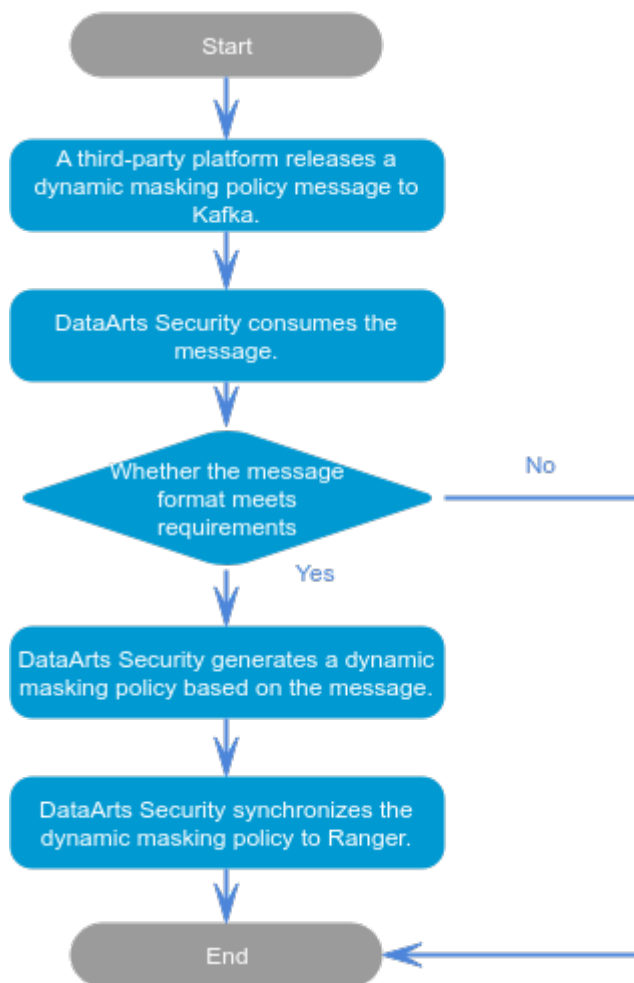 Start
A third-party platform releases a
dynamic masking policy message to
Kafka.
DataArts Security consumes the
message.
Whether the message
format meets
requirements
No
Yes
DataArts Security generates a dynamic
masking policy based on the message.
DataArts Security synchronizes the
dynamic masking policy to Ranger.
End